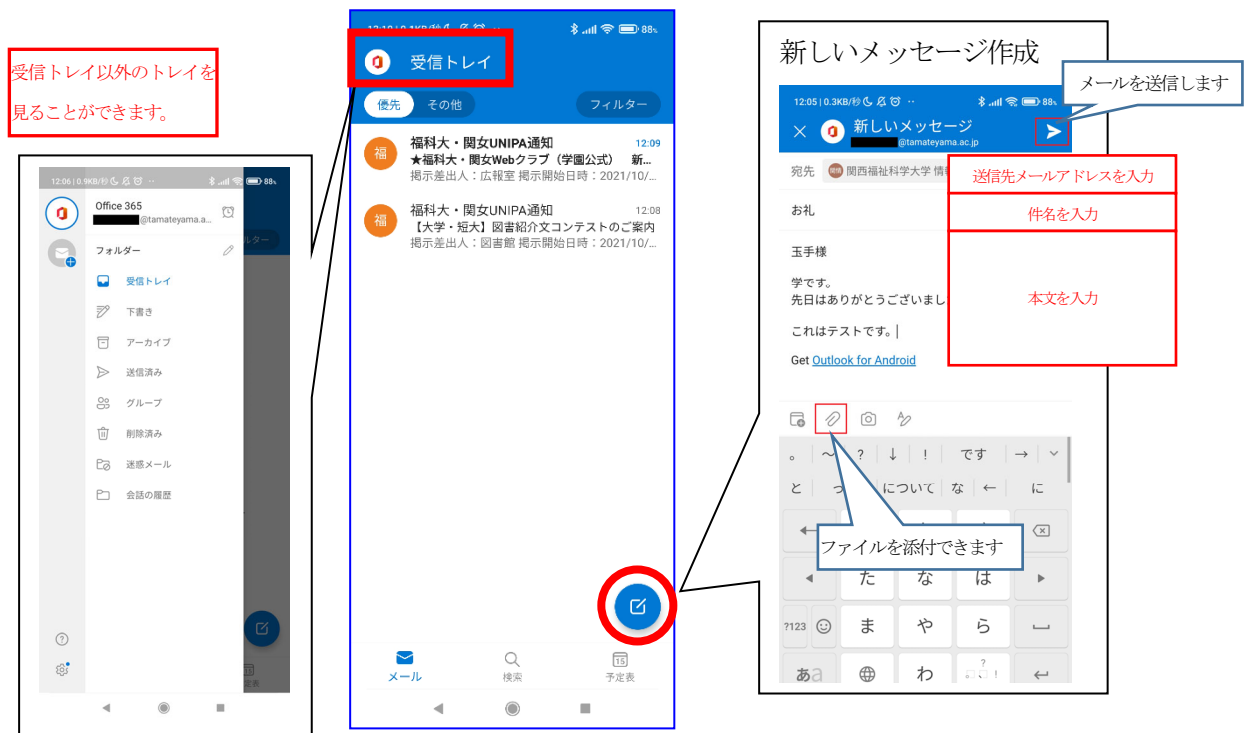 受信トレイ以外のトレイを
見ることができます。
12:06 | 0.9KB/秒
88%
Office 365
@tamateyama.a...
フォルダー
受信トレイ
下書き
アーカイブ
送信済み
グループ
削除済み
迷惑メール
会話の履歴
ルター
定表
88%
受信トレイ
優先
その他
フィルター
福
福科大・関女UNIPA通知
12:09
★福科大・関女Webクラブ（学園公式） 新...
掲示差出人：広報室 掲示開始日時：2021/10/...
福
福科大・関女UNIPA通知
12:08
【大学・短大】図書紹介文コンテストのご案内
掲示差出人：図書館 掲示開始日時：2021/10/...
メール
検索
15
予定表
新しいメッセージ作成
メールを送信します
12:05 | 0.3KB/秒
88%
新しいメッセージ
@tamateyama.ac.jp
宛先
関西福祉科学大学 情報
送信先メールアドレスを入力
お礼
件名を入力
玉手様
学です。
先日はありがとうございまし
本文を入力
これはテストです。
Get Outlook for Android
。 〜 ? ↓ ! です →
と つ について な ← に
ファイルを添付できます
た な は
?123 ま や ら
あa わ 。、?!